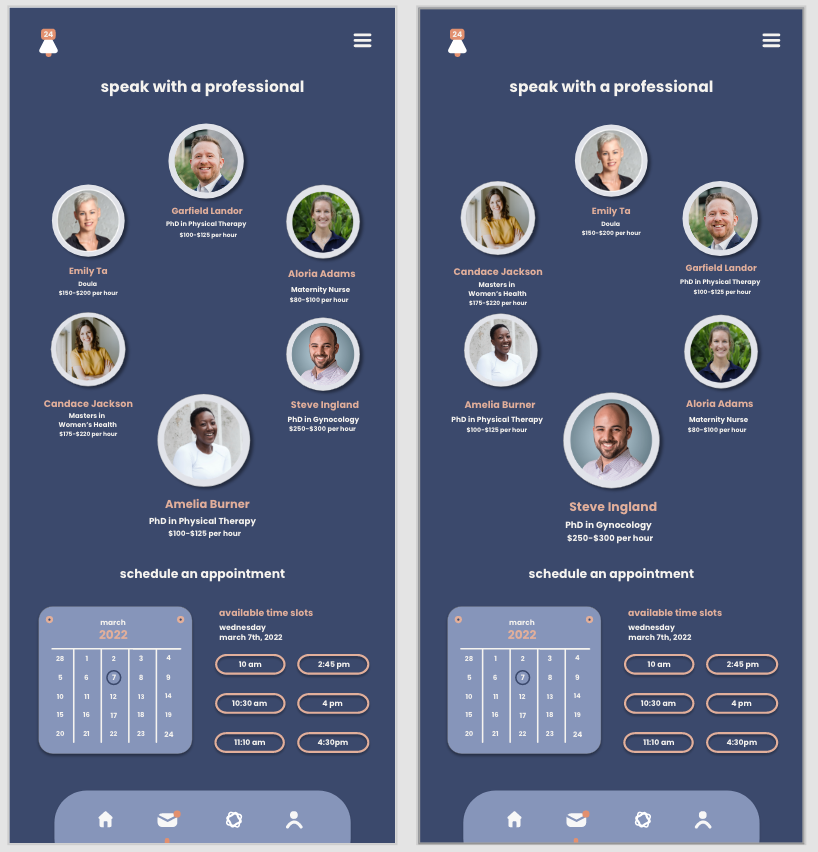 24
speak with a professional
Garfield Landor
PhD in Physical Therapy
$100-$125 per hour
Emily Ta
Doula
$150-$200 per hour
Aloria Adams
Maternity Nurse
$80-$100 per hour
Candace Jackson
Masters in
Women's Health
$175-$220 per hour
Steve Ingland
PhD in Gynocology
$250-$300 per hour
Amelia Burner
PhD in Physical Therapy
$100-$125 per hour
schedule an appointment
march
2022
28 1 2 3 4
5 6 7 8 9
10 11 12 13 14
15 16 17 18 19
20 21 22 23 24
available time slots
wednesday
march 7th, 2022
10 am 2:45 pm
10:30 am 4 pm
11:10 am 4:30pm
24
speak with a professional
Emily Ta
Doula
$150-$200 per hour
Candace Jackson
Masters in
Women's Health
$175-$220 per hour
Garfield Landor
PhD in Physical Therapy
$100-$125 per hour
Amelia Burner
PhD in Physical Therapy
$100-$125 per hour
Aloria Adams
Maternity Nurse
$80-$100 per hour
Steve Ingland
PhD in Gynocology
$250-$300 per hour
schedule an appointment
march
2022
28 1 2 3 4
5 6 7 8 9
10 11 12 13 14
15 16 17 18 19
20 21 22 23 24
available time slots
wednesday
march 7th, 2022
10 am 2:45 pm
10:30 am 4 pm
11:10 am 4:30pm